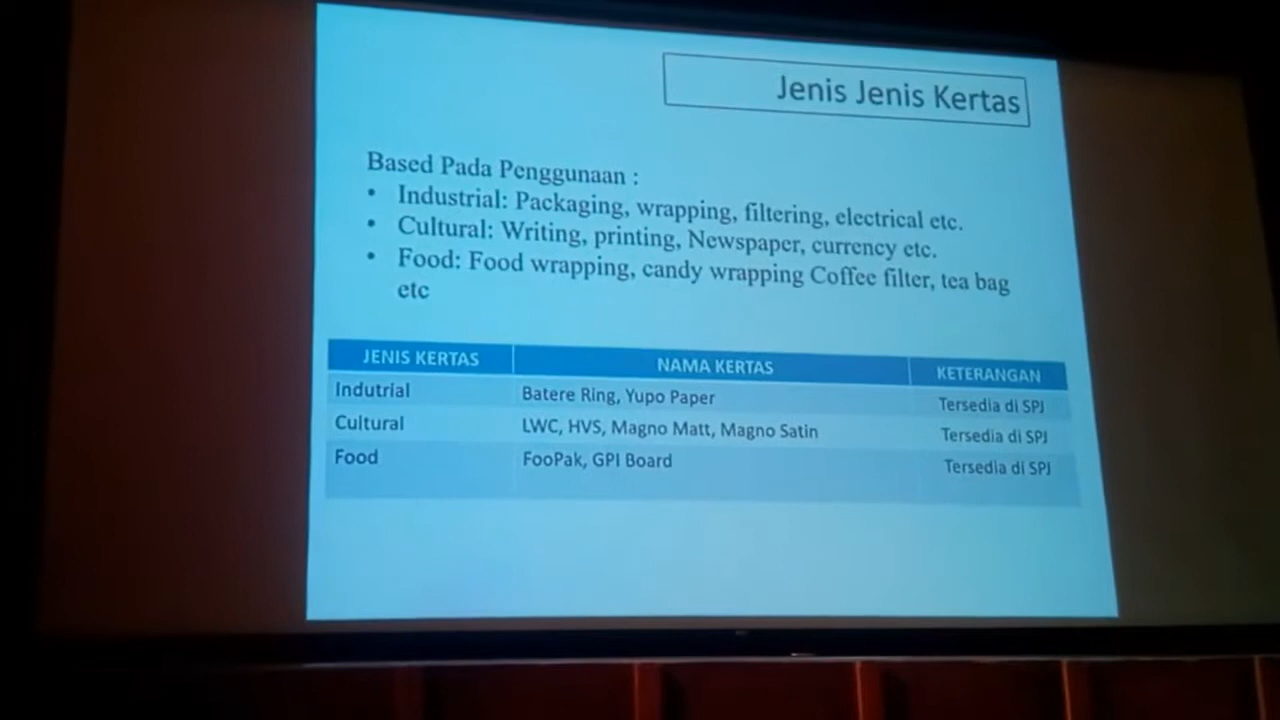 Jenis Jenis Kertas
Based Pada Penggunaan :
• Industrial: Packaging, wrapping, filtering, electrical etc.
• Cultural: Writing, printing, Newspaper, currency etc.
• Food: Food wrapping, candy wrapping Coffee filter, tea bag
etc
JENIS KERTAS NAMA KERTAS KETERANGAN
Indutrial Batere Ring, Yupo Paper Tersedia di SPJ
Cultural LWC, HVS, Magno Matt, Magno Satin Tersedia di SPJ
Food FooPak, GPI Board Tersedia di SPJ